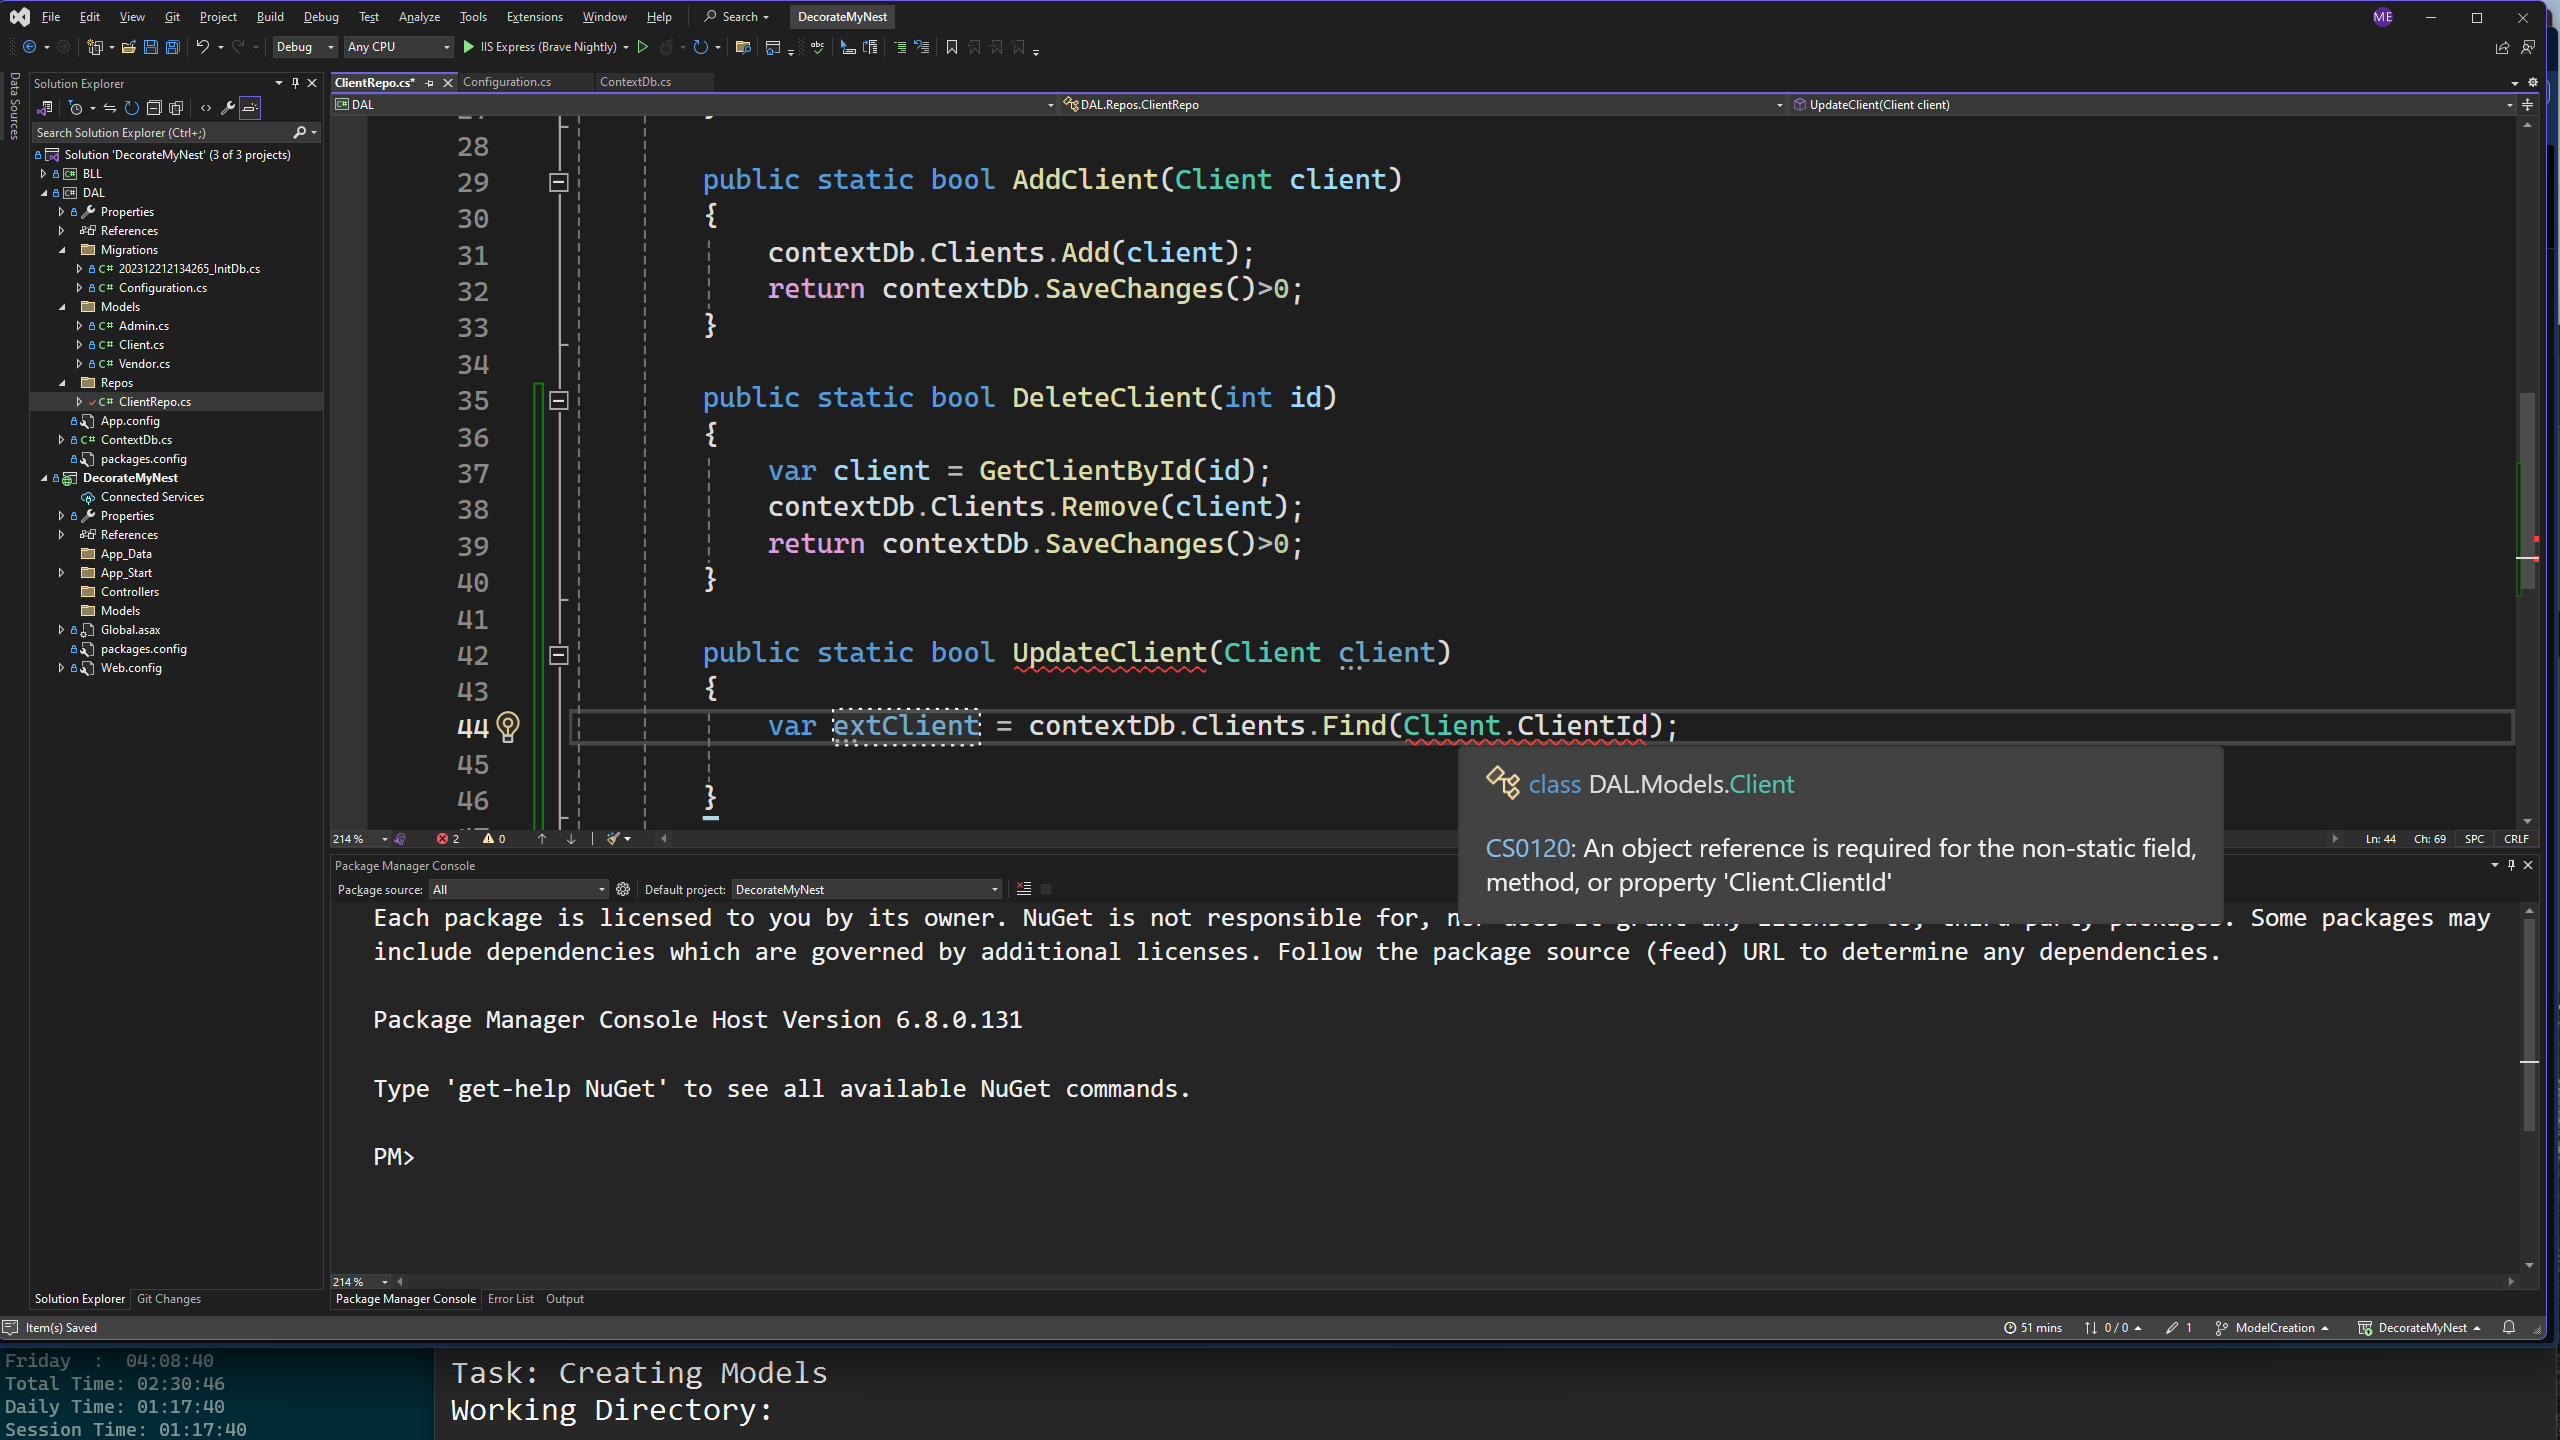 File Edit View Git Project Build Debug Test Analyze Tools Extensions Window Help Search DecorateMyNest ME
Debug Any CPU IIS Express (Brave Nightly)
Data Sources
Solution Explorer
Search Solution Explorer (Ctrl+;)
Solution 'DecorateMyNest' (3 of 3 projects)
BLL
DAL
Properties
References
Migrations
202312212134265_InitDb.cs
Configuration.cs
Models
Admin.cs
Client.cs
Vendor.cs
Repos
ClientRepo.cs
App.config
ContextDb.cs
packages.config
DecorateMyNest
Connected Services
Properties
References
App_Data
App_Start
Controllers
Models
Global.asax
packages.config
Web.config
Solution Explorer Git Changes
ClientRepo.cs* Configuration.cs ContextDb.cs
DAL DAL.Repos.ClientRepo UpdateClient(Client client)
28
29 public static bool AddClient(Client client)
30 {
31 contextDb.Clients.Add(client);
32 return contextDb.SaveChanges()>0;
33 }
34
35 public static bool DeleteClient(int id)
36 {
37 var client = GetClientById(id);
38 contextDb.Clients.Remove(client);
39 return contextDb.SaveChanges()>0;
40 }
41
42 public static bool UpdateClient(Client client)
43 {
44 var extClient = contextDb.Clients.Find(Client.ClientId);
45
46 }
class DAL.Models.Client
CS0120: An object reference is required for the non-static field,
method, or property 'Client.ClientId'
214 % 2 0 Ln: 44 Ch: 69 SPC CRLF
Package Manager Console
Package source: All Default project: DecorateMyNest
Each package is licensed to you by its owner. NuGet is not responsible for, nor does it grant any licenses to, third-party packages. Some packages may
include dependencies which are governed by additional licenses. Follow the package source (feed) URL to determine any dependencies.
Package Manager Console Host Version 6.8.0.131
Type 'get-help NuGet' to see all available NuGet commands.
PM>
214 %
Package Manager Console Error List Output
Item(s) Saved 51 mins 0 / 0 1 ModelCreation DecorateMyNest
Friday : 04:08:40
Total Time: 02:30:46
Daily Time: 01:17:40
Session Time: 01:17:40
Task: Creating Models
Working Directory: